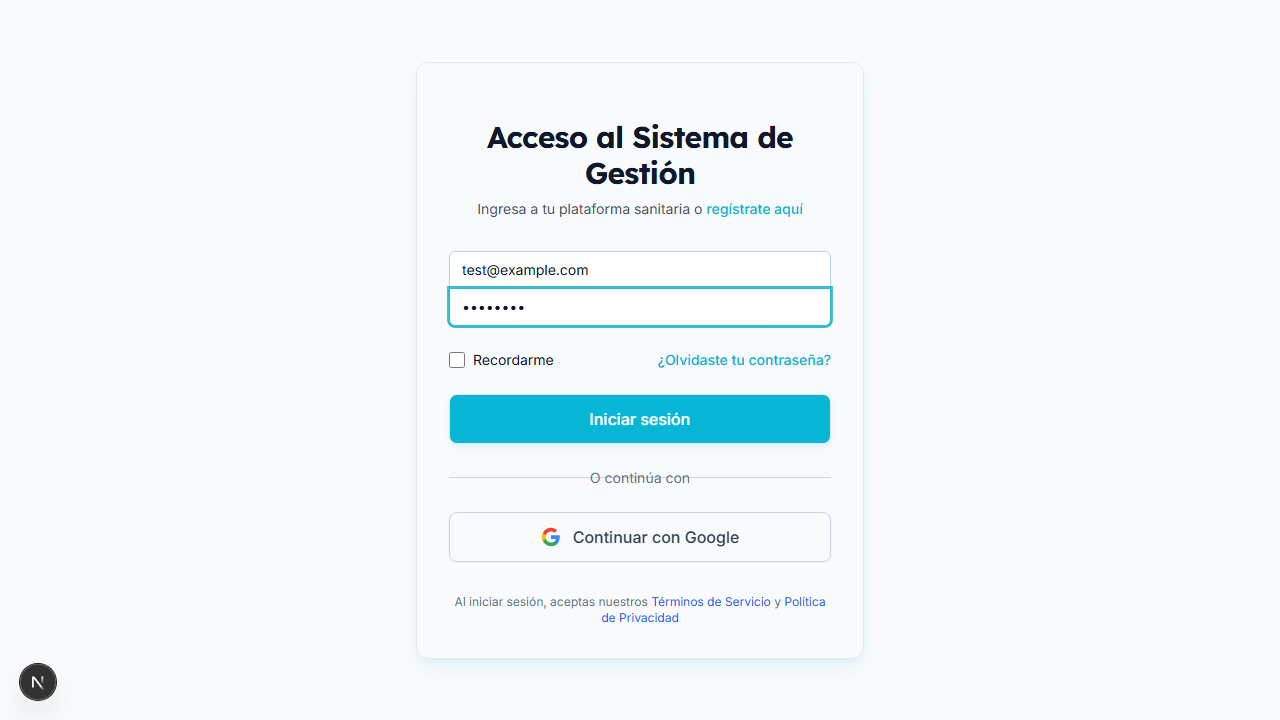 Acceso al Sistema de
Gestión
Ingresa a tu plataforma sanitaria o regístrate aquí
test@example.com
••••••••
Recordarme
¿Olvidaste tu contraseña?
Iniciar sesión
O continúa con
Continuar con Google
Al iniciar sesión, aceptas nuestros Términos de Servicio y Política
de Privacidad
N